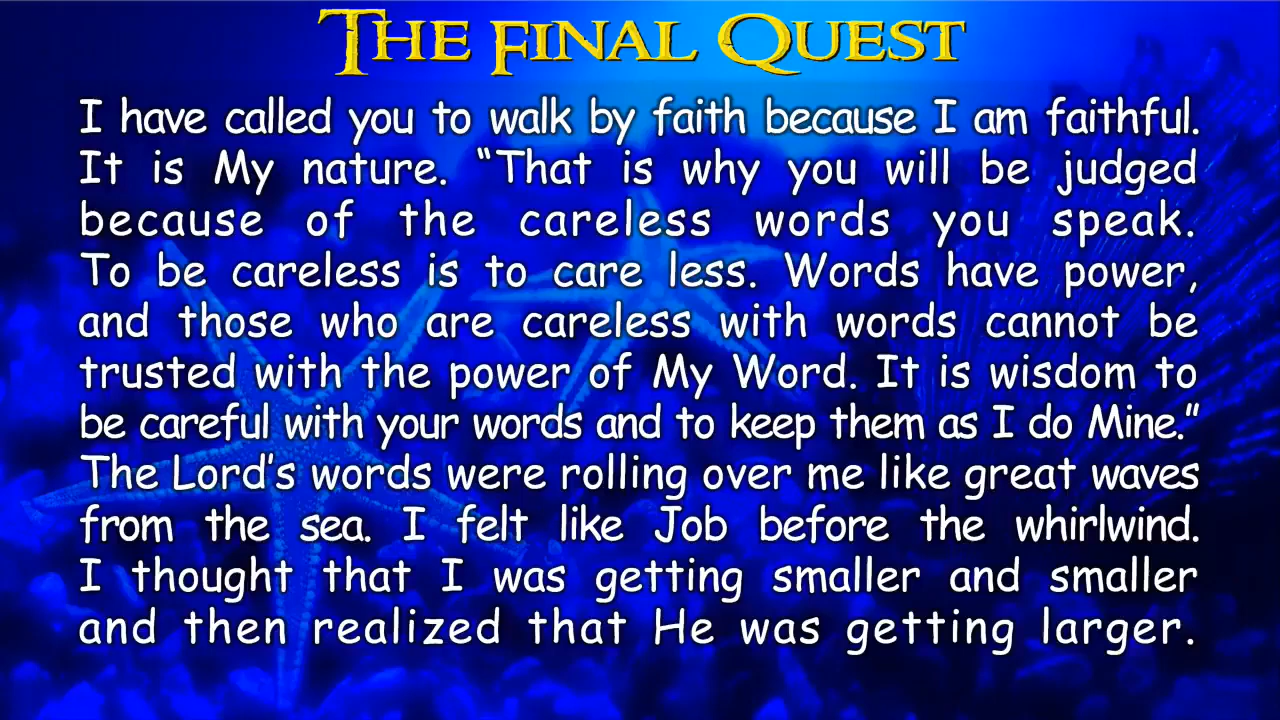 THE FINAL QUEST
I have called you to walk by faith because I am faithful.
It is My nature. “That is why you will be judged
because of the careless words you speak.
To be careless is to care less. Words have power,
and those who are careless with words cannot be
trusted with the power of My Word. It is wisdom to
be careful with your words and to keep them as I do Mine.”
The Lord’s words were rolling over me like great waves
from the sea. I felt like Job before the whirlwind.
I thought that I was getting smaller and smaller
and then realized that He was getting larger.